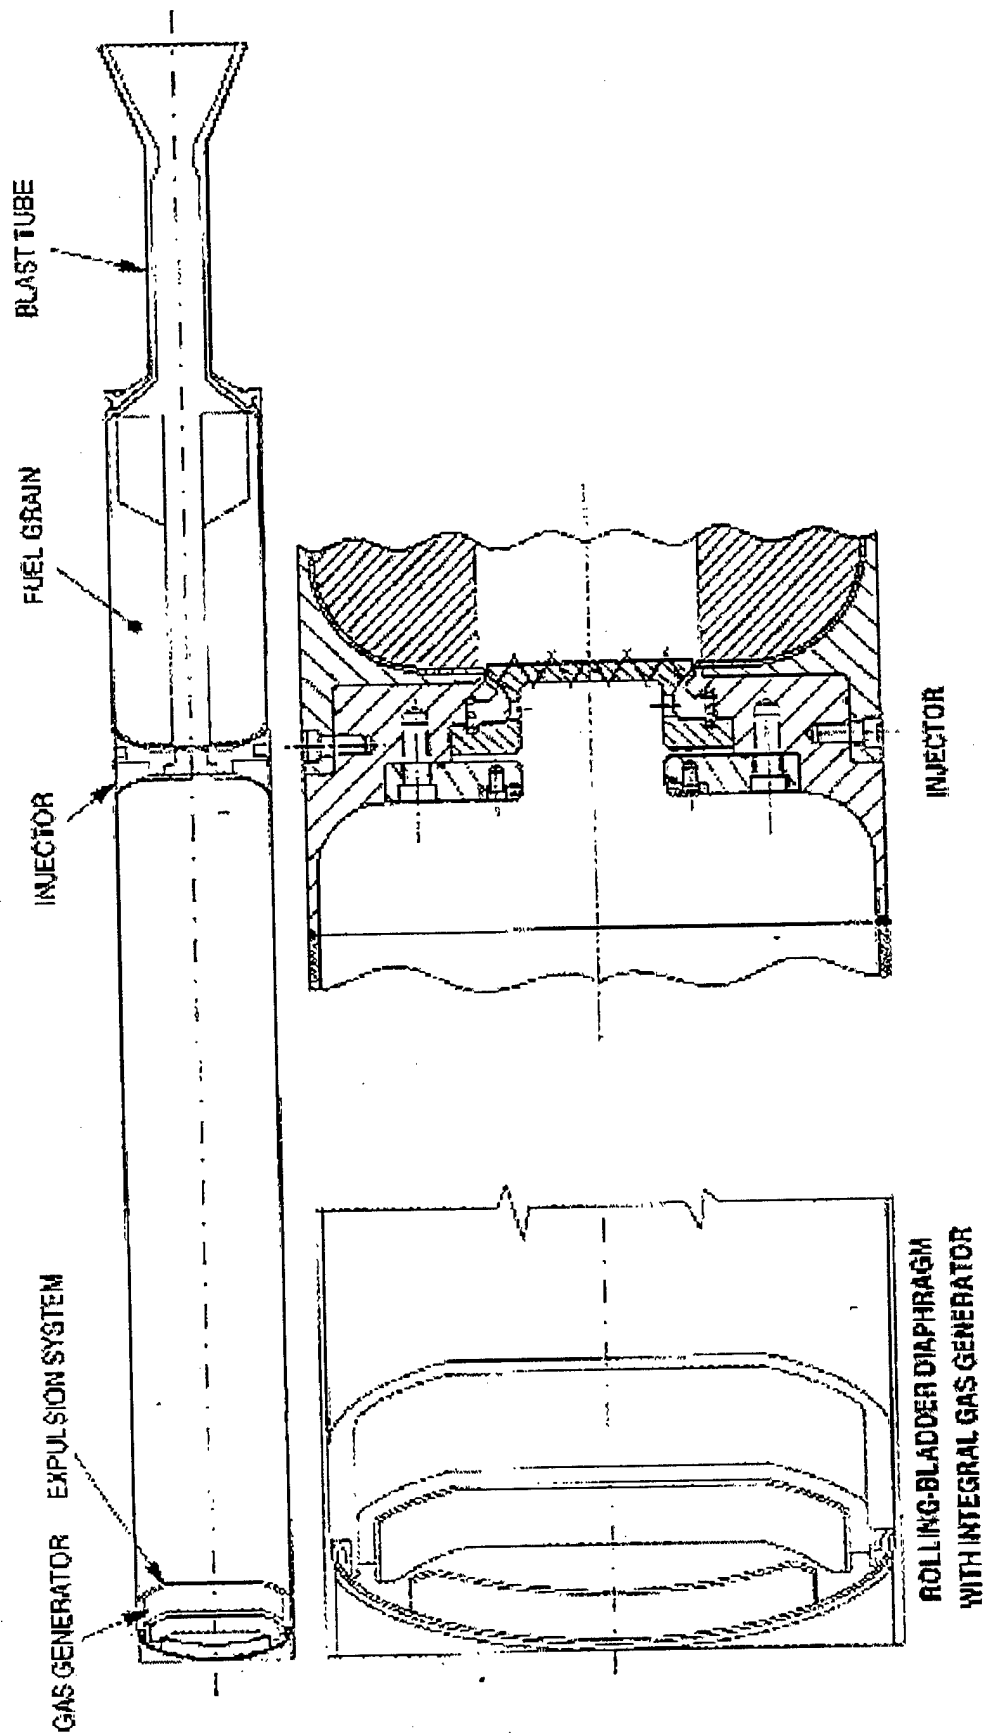 GAS GENERATOR
EXPULSION SYSTEM
INJECTOR
FUEL GRAIN
BLAST TUBE
ROLLING-BLADDER DIAPHRAGM
WITH INTEGRAL GAS GENERATOR
INJECTOR